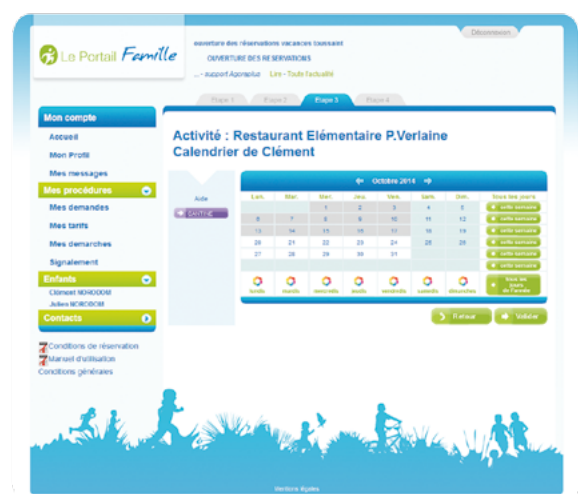 Déconnexion
Le Portail Famille
ouverture des réservations vacances toussaint
OUVERTURE DES RESERVATIONS
... - support Agoraplus Lire - Toute l'actualité
Etape 1 Etape 2 Etape 3 Etape 4
Mon compte
Accueil
Mon Profil
Mes messages
Mes procédures
Mes demandes
Mes tarifs
Mes demarches
Signalement
Enfants
Clément NORODOM
Julien NORODOM
Contacts
Conditions de réservation
Manuel d'utilisation
Conditions générales
Activité : Restaurant Elémentaire P.Verlaine
Calendrier de Clément
Aide
CANTINE
Octobre 2014
Lun. Mar. Mer. Jeu. Ven. Sam. Dim. Tous les jours
1 2 3 4 5 cette semaine
6 7 8 9 10 11 12 cette semaine
13 14 15 16 17 18 19 cette semaine
20 21 22 23 24 25 26 cette semaine
27 28 29 30 31 cette semaine
cette semaine
lundis mardis mercredis jeudis vendredis samedis dimanches tous les jours de l'année
Retour Valider
Mentions légales